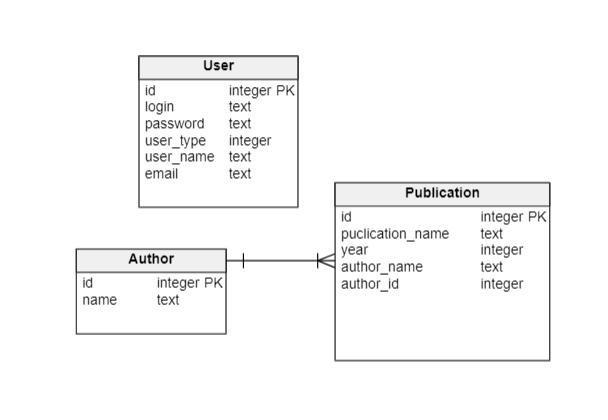 User
id integer PK
login text
password text
user_type integer
user_name text
email text
Publication
id integer PK
puclication_name text
year integer
author_name text
author_id integer
Author
id integer PK
name text